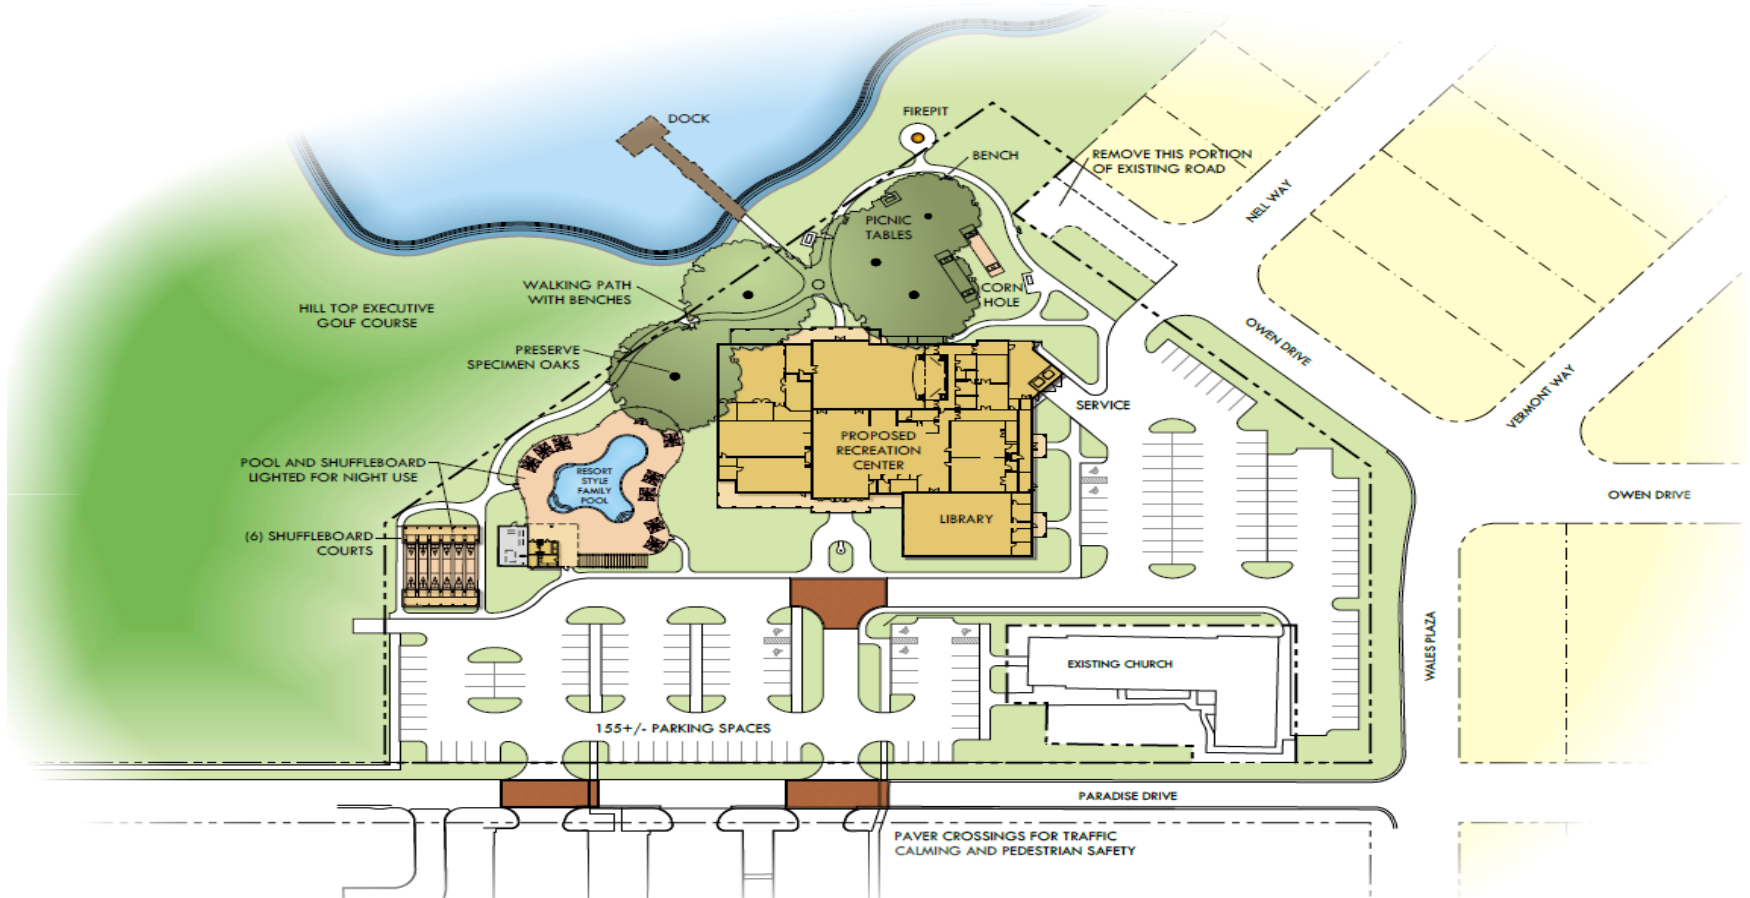 DOCK
FIREPIT
BENCH
REMOVE THIS PORTION
OF EXISTING ROAD
NELL WAY
PICNIC
TABLES
WALKING PATH
WITH BENCHES
CORN
HOLE
HILL TOP EXECUTIVE
GOLF COURSE
OWEN DRIVE
PRESERVE
SPECIMEN OAKS
SERVICE
VERMONT WAY
PROPOSED
RECREATION
CENTER
POOL AND SHUFFLEBOARD
LIGHTED FOR NIGHT USE
RESORT
STYLE
FAMILY
POOL
OWEN DRIVE
LIBRARY
(6) SHUFFLEBOARD
COURTS
EXISTING CHURCH
WALES PLAZA
155+/- PARKING SPACES
PARADISE DRIVE
PAVER CROSSINGS FOR TRAFFIC
CALMING AND PEDESTRIAN SAFETY